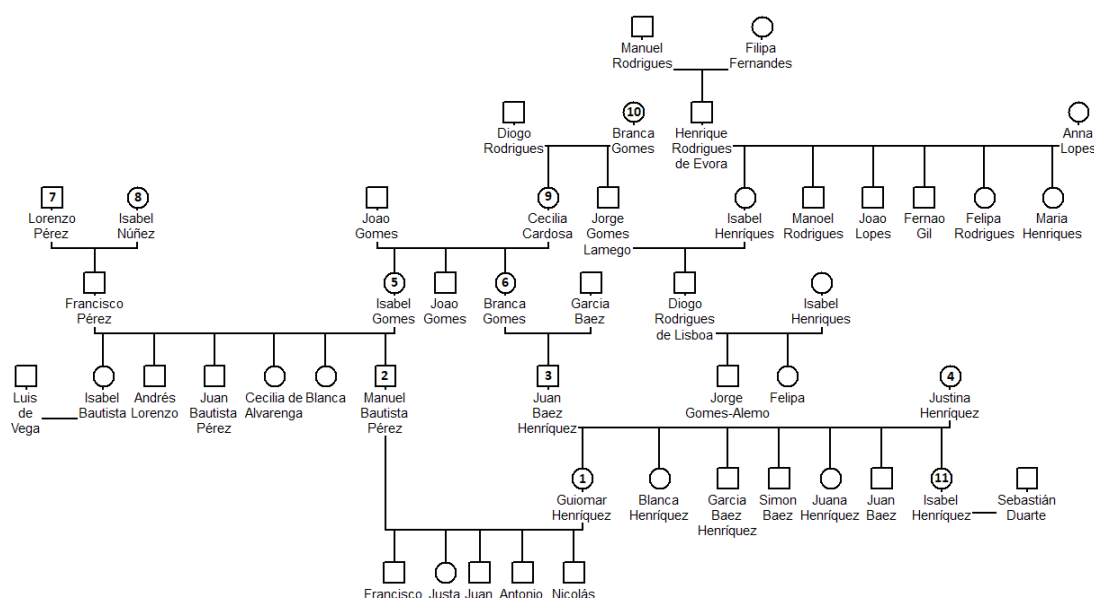 Manuel Rodrigues
Filipa Fernandes
10
Diogo Rodrigues
Branca Gomes
Henrique Rodrigues de Evora
Anna Lopes
7
8
9
Lorenzo Pérez
Isabel Núñez
Joao Gomes
Cecilia Cardosa
Jorge Gomes Lamego
Isabel Henríques
Manoel Rodrigues
Joao Lopes
Fernao Gil
Felipa Rodrigues
Maria Henriques
5
6
Francisco Pérez
Isabel Gomes
Joao Gomes
Branca Gomes
Garcia Baez
Diogo Rodrigues de Lisboa
Isabel Henriques
2
3
4
Luis de Vega
Isabel Bautista
Andrés Lorenzo
Juan Bautista Pérez
Cecilia de Alvarenga
Blanca
Manuel Bautista Pérez
Juan Baez Henríquez
Jorge Gomes-Alemo
Felipa
Justina Henríquez
1
11
Guiomar Henríquez
Blanca Henríquez
Garcia Baez Henríquez
Simon Baez
Juana Henríquez
Juan Baez
Isabel Henríquez
Sebastián Duarte
Francisco
Justa
Juan
Antonio
Nicolás